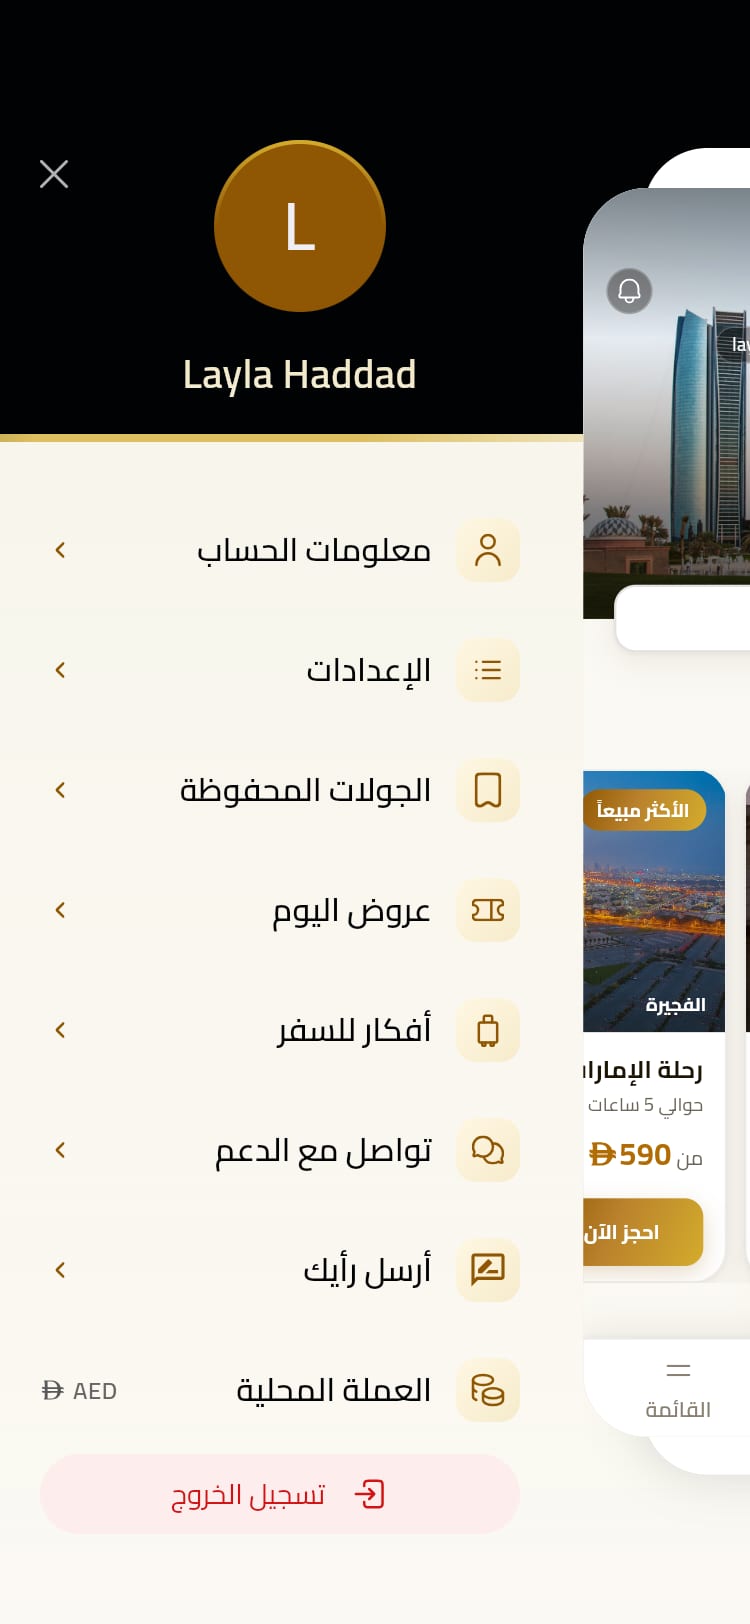 L
Layla Haddad
معلومات الحساب
الإعدادات
الجولات المحفوظة
عروض اليوم
أفكار للسفر
تواصل مع الدعم
أرسل رأيك
العملة المحلية
AED
تسجيل الخروج
الأكثر مبيعاً
الفجيرة
رحلة
حوالي 5 ساعات
من 590
احجز الآن
القائمة